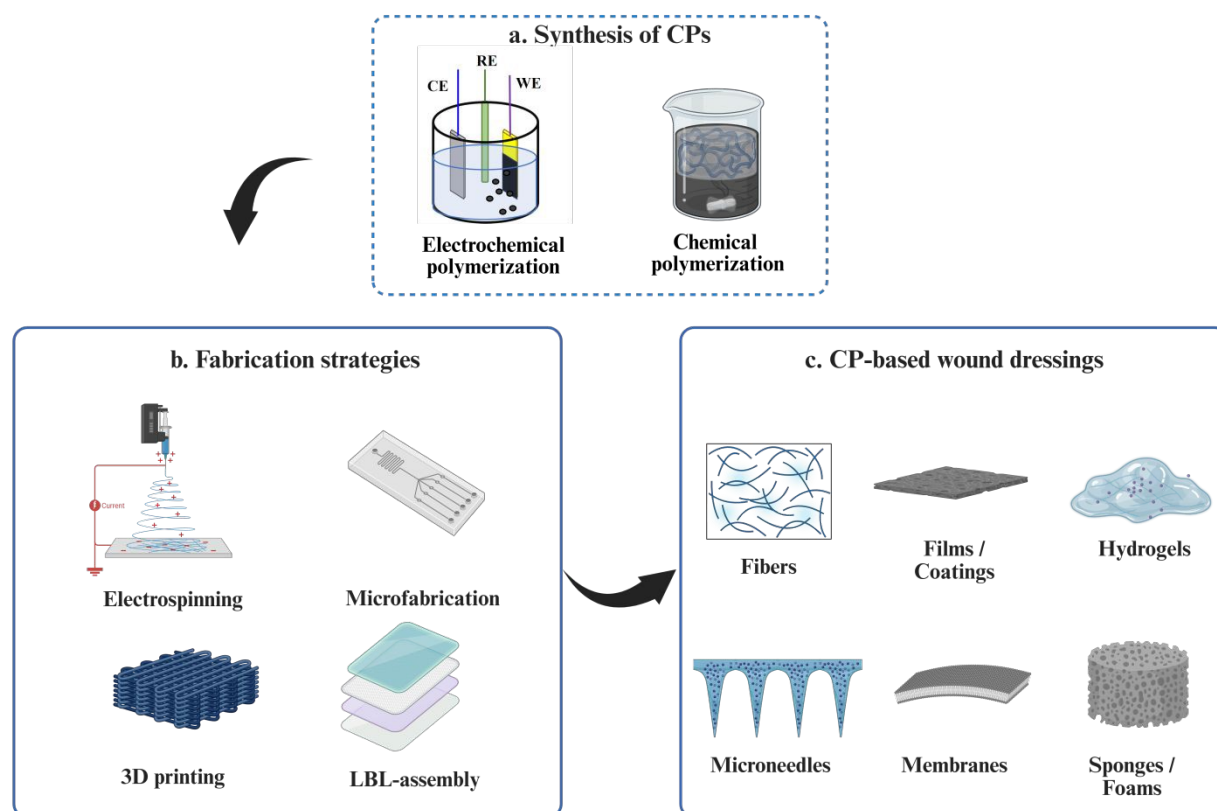 a. Synthesis of CPs
RE
CE
WE
Electrochemical
polymerization
Chemical
polymerization
b. Fabrication strategies
Current
Electrospinning
Microfabrication
3D printing
LBL-assembly
c. CP-based wound dressings
Fibers
Films /
Coatings
Hydrogels
Microneedles
Membranes
Sponges /
Foams